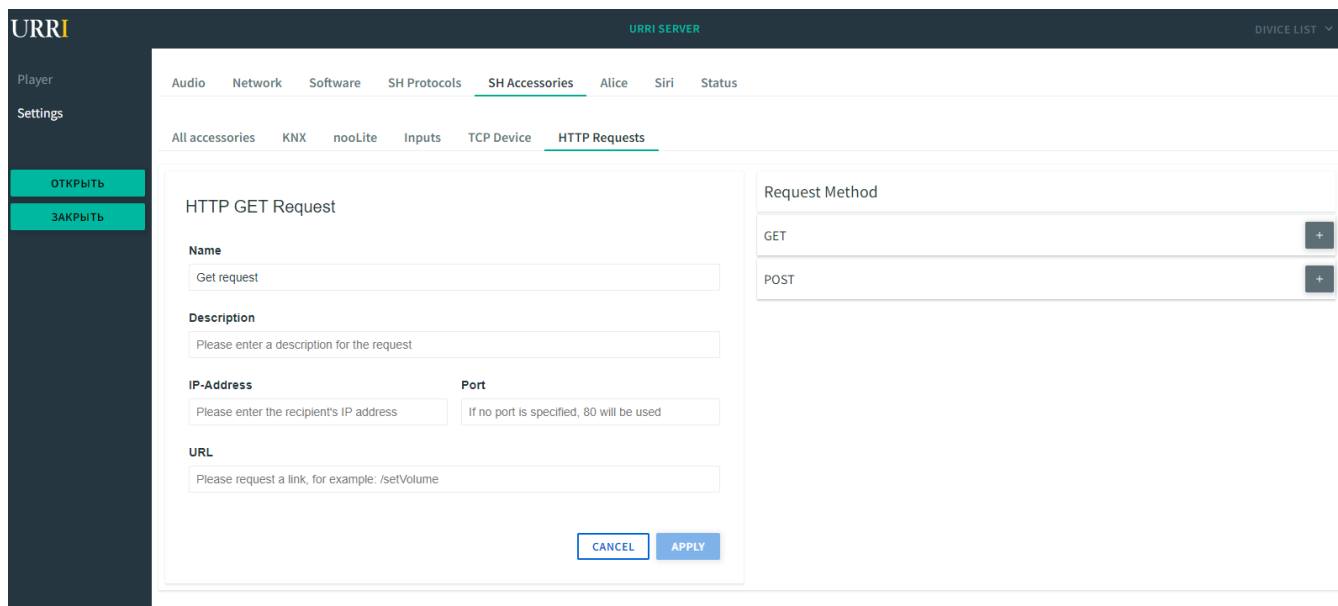 URRI
URRI SERVER
DIVICE LIST
Player
Settings
ОТКРЫТЬ
ЗАКРЫТЬ
Audio Network Software SH Protocols SH Accessories Alice Siri Status
All accessories KNX nooLite Inputs TCP Device HTTP Requests
HTTP GET Request
Name
Get request
Description
Please enter a description for the request
IP-Address Port
Please enter the recipient's IP address If no port is specified, 80 will be used
URL
Please request a link, for example: /setVolume
CANCEL APPLY
Request Method
GET +
POST +